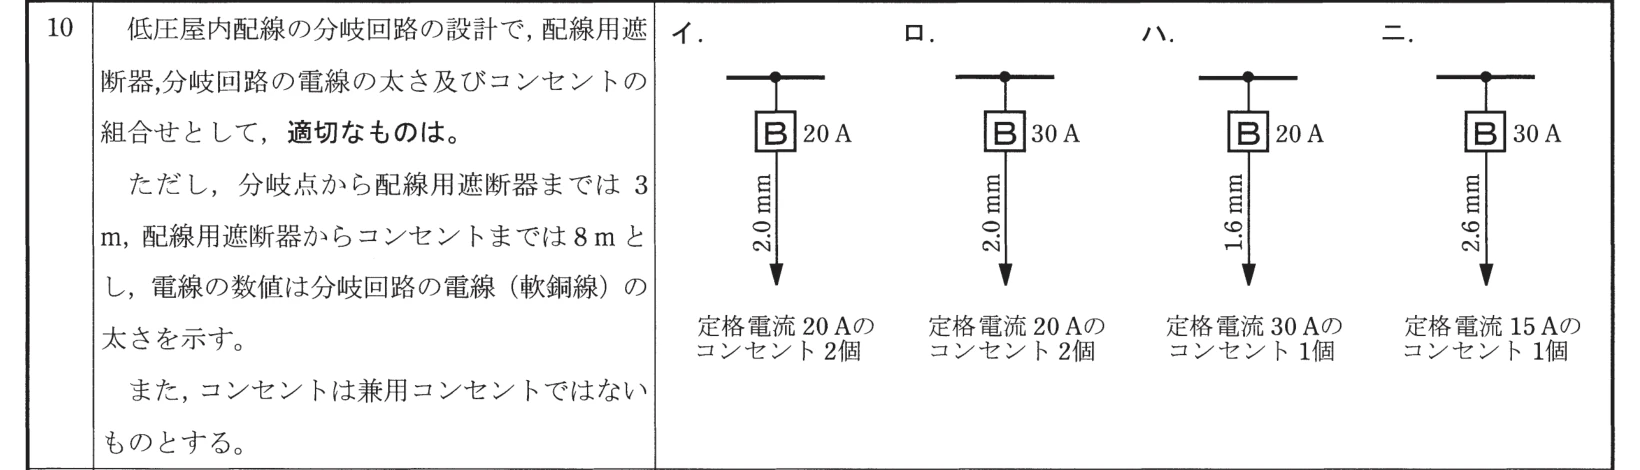 10
低圧屋内配線の分岐回路の設計で，配線用遮
断器，分岐回路の電線の太さ及びコンセントの
組合せとして，適切なものは。
ただし，分岐点から配線用遮断器までは 3
m，配線用遮断器からコンセントまでは 8 m と
し，電線の数値は分岐回路の電線（軟銅線）の
太さを示す。
また，コンセントは兼用コンセントではない
ものとする。
イ．
B 20 A
2.0 mm
定格電流 20 Aの
コンセント 2個
ロ．
B 30 A
2.0 mm
定格電流 20 Aの
コンセント 2個
ハ．
B 20 A
1.6 mm
定格電流 30 Aの
コンセント 1個
ニ．
B 30 A
2.6 mm
定格電流 15 Aの
コンセント 1個